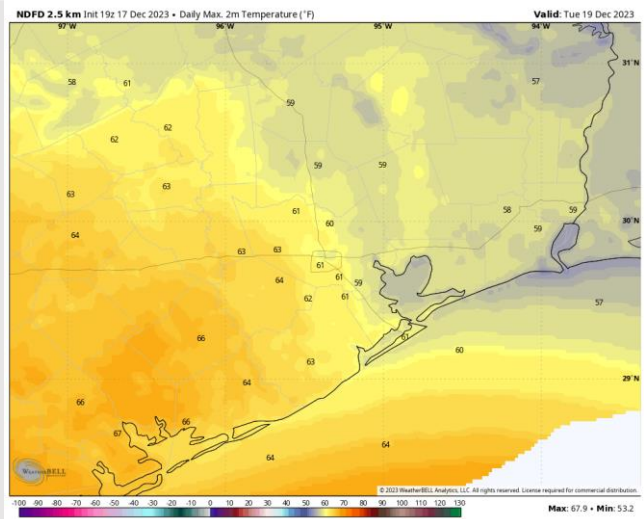 NDFD 2.5 km Init 19z 17 Dec 2023 • Daily Max. 2m Temperature (°F) Valid: Tue 19 Dec 2023
97°W 96°W 95°W 94°W
31°N
58 61 57
59
62 62
59 59
63 63
61 58 59
60 30°N
64 59
63 63
61
64 61 59
62 61 57
61
66 60
63
64 29°N
66
66
67
64 64
WEATHERBELL
© 2023 WeatherBELL Analytics, LLC. All rights reserved. License required for commercial distribution.
-100 -90 -80 -70 -60 -50 -40 -30 -20 -10 0 10 20 30 40 50 60 70 80 90 100 110 120 130 Max: 67.9 • Min: 53.2